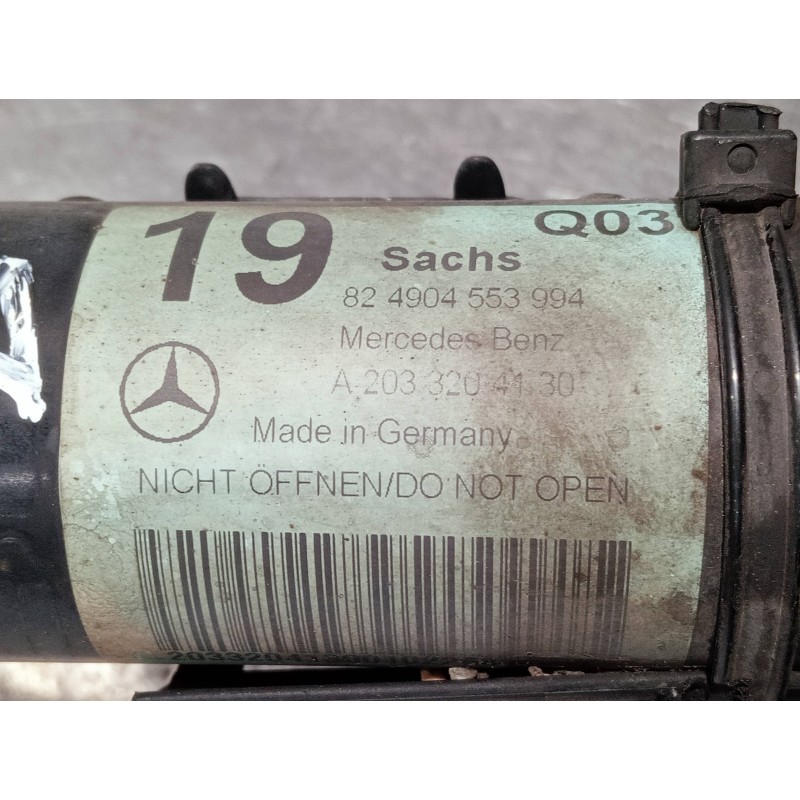 19
Q03
Sachs
82 4904 553 994
Mercedes Benz
A 203 320 41 30
Made in Germany
NICHT ÖFFNEN/DO NOT OPEN